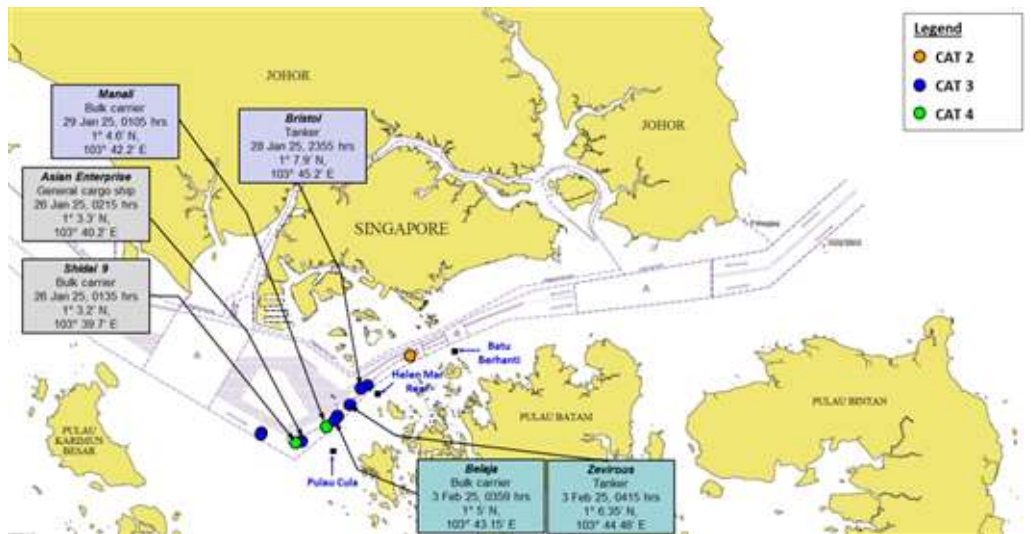 Legend
CAT 2
CAT 3
CAT 4
JOHOR
JOHOR
Manali
Bulk carrier
29 Jan 25, 0105 hrs
1° 4.6' N,
103° 42.2' E
Bristol
Tanker
28 Jan 25, 2355 hrs
1° 7.9' N,
103° 45.2' E
Asian Enterprise
General cargo ship
26 Jan 25, 0215 hrs
1° 3.3' N,
103° 40.2' E
SINGAPORE
Shidai 9
Bulk carrier
26 Jan 25, 0135 hrs
1° 3.2' N,
103° 39.7' E
Batu
Berhanti
Helen Mar
Reef
PULAU
KARIMUN
BESAR
PULAU BATAM
PULAU BINTAN
Pulau Cula
Belaja
Bulk carrier
3 Feb 25, 0359 hrs
1° 5' N,
103° 43.15' E
Zevirous
Tanker
3 Feb 25, 0415 hrs
1° 6.35' N,
103° 44.48' E